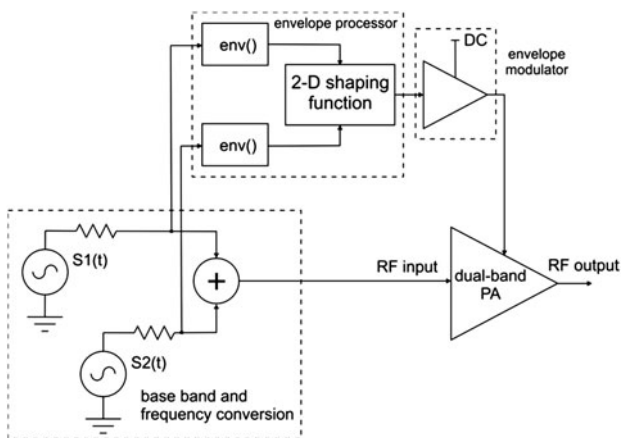 envelope processor
env()
DC
envelope
modulator
2-D shaping
function
env()
S1(t)
+
RF input
dual-band
PA
RF output
S2(t)
base band and
frequency conversion